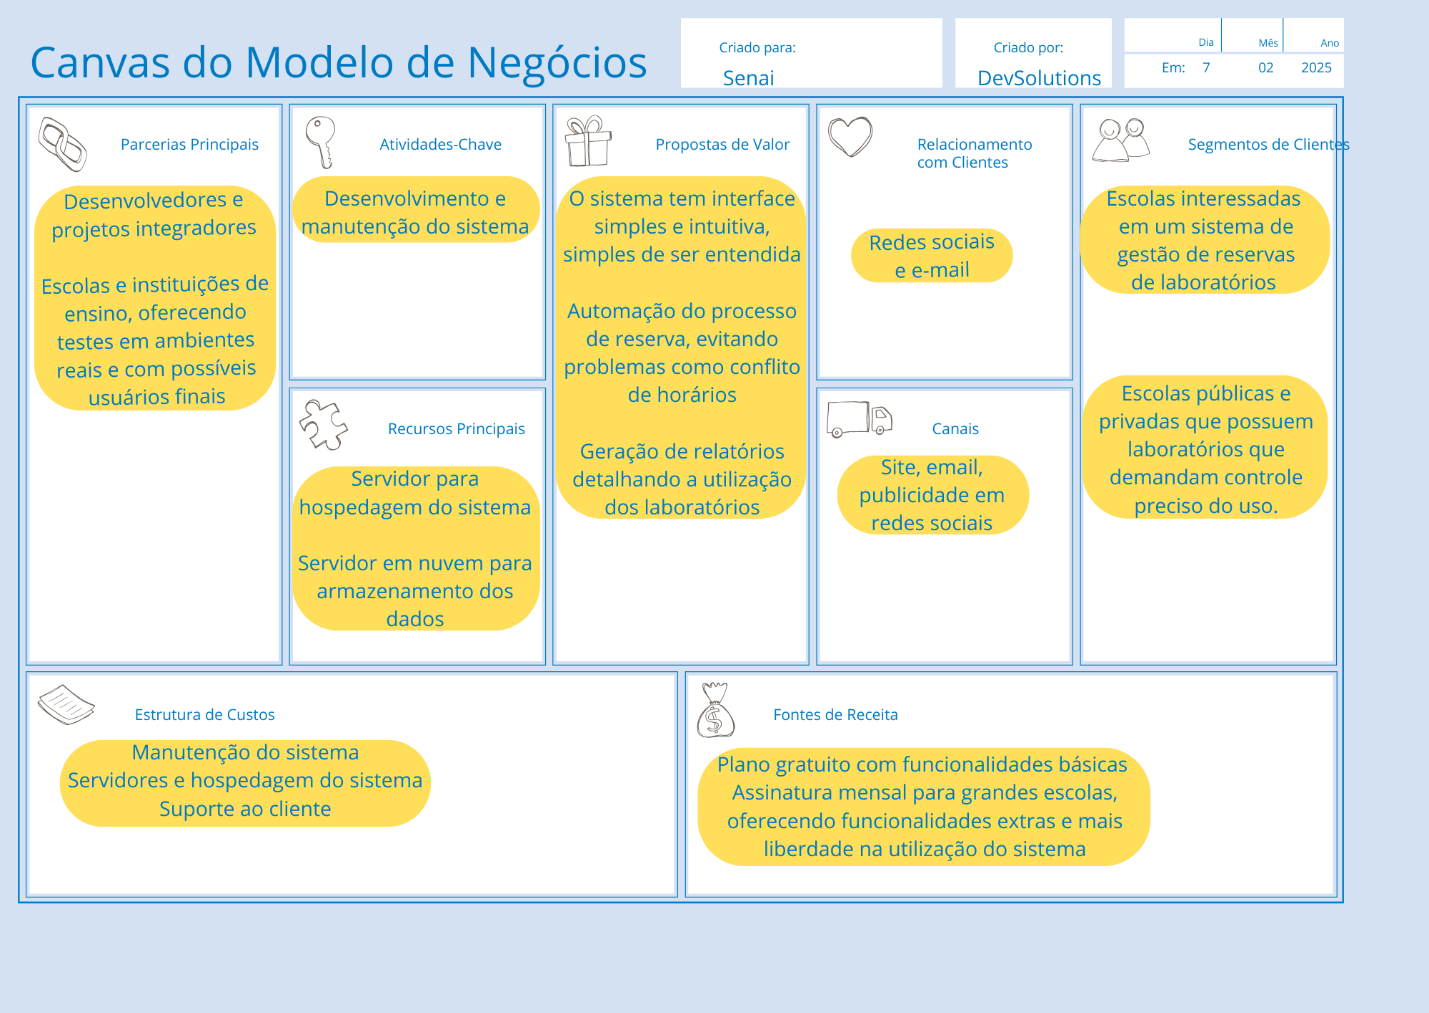 Canvas do Modelo de Negócios
Criado para:
Senai
Criado por:
DevSolutions
Dia
Mês
Ano
Em:
7
02
2025
Parcerias Principais
Desenvolvedores e
projetos integradores
Escolas e instituições de
ensino, oferecendo
testes em ambientes
reais e com possíveis
usuários finais
Atividades-Chave
Desenvolvimento e
manutenção do sistema
Recursos Principais
Servidor para
hospedagem do sistema
Servidor em nuvem para
armazenamento dos
dados
Propostas de Valor
O sistema tem interface
simples e intuitiva,
simples de ser entendida
Automação do processo
de reserva, evitando
problemas como conflito
de horários
Geração de relatórios
detalhando a utilização
dos laboratórios
Relacionamento
com Clientes
Redes sociais
e e-mail
Canais
Site, email,
publicidade em
redes sociais
Segmentos de Clientes
Escolas interessadas
em um sistema de
gestão de reservas
de laboratórios
Escolas públicas e
privadas que possuem
laboratórios que
demandam controle
preciso do uso.
Estrutura de Custos
Manutenção do sistema
Servidores e hospedagem do sistema
Suporte ao cliente
Fontes de Receita
Plano gratuito com funcionalidades básicas
Assinatura mensal para grandes escolas,
oferecendo funcionalidades extras e mais
liberdade na utilização do sistema